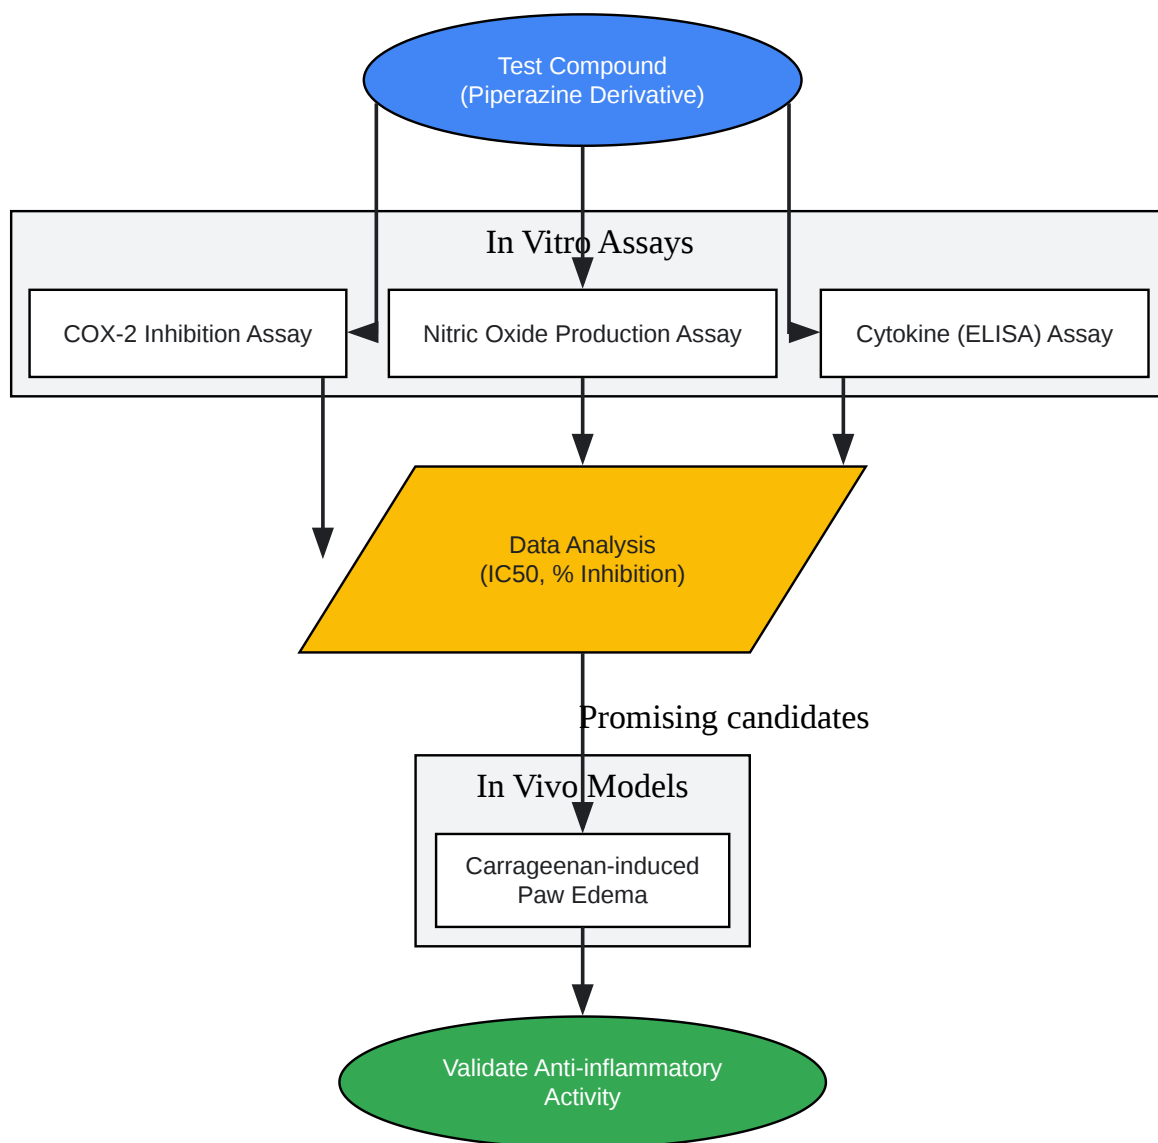 Test Compound
(Piperazine Derivative)
In Vitro Assays
COX-2 Inhibition Assay
Nitric Oxide Production Assay
Cytokine (ELISA) Assay
Data Analysis
(IC50, % Inhibition)
Promising candidates
In Vivo Models
Carrageenan-induced
Paw Edema
Validate Anti-inflammatory
Activity